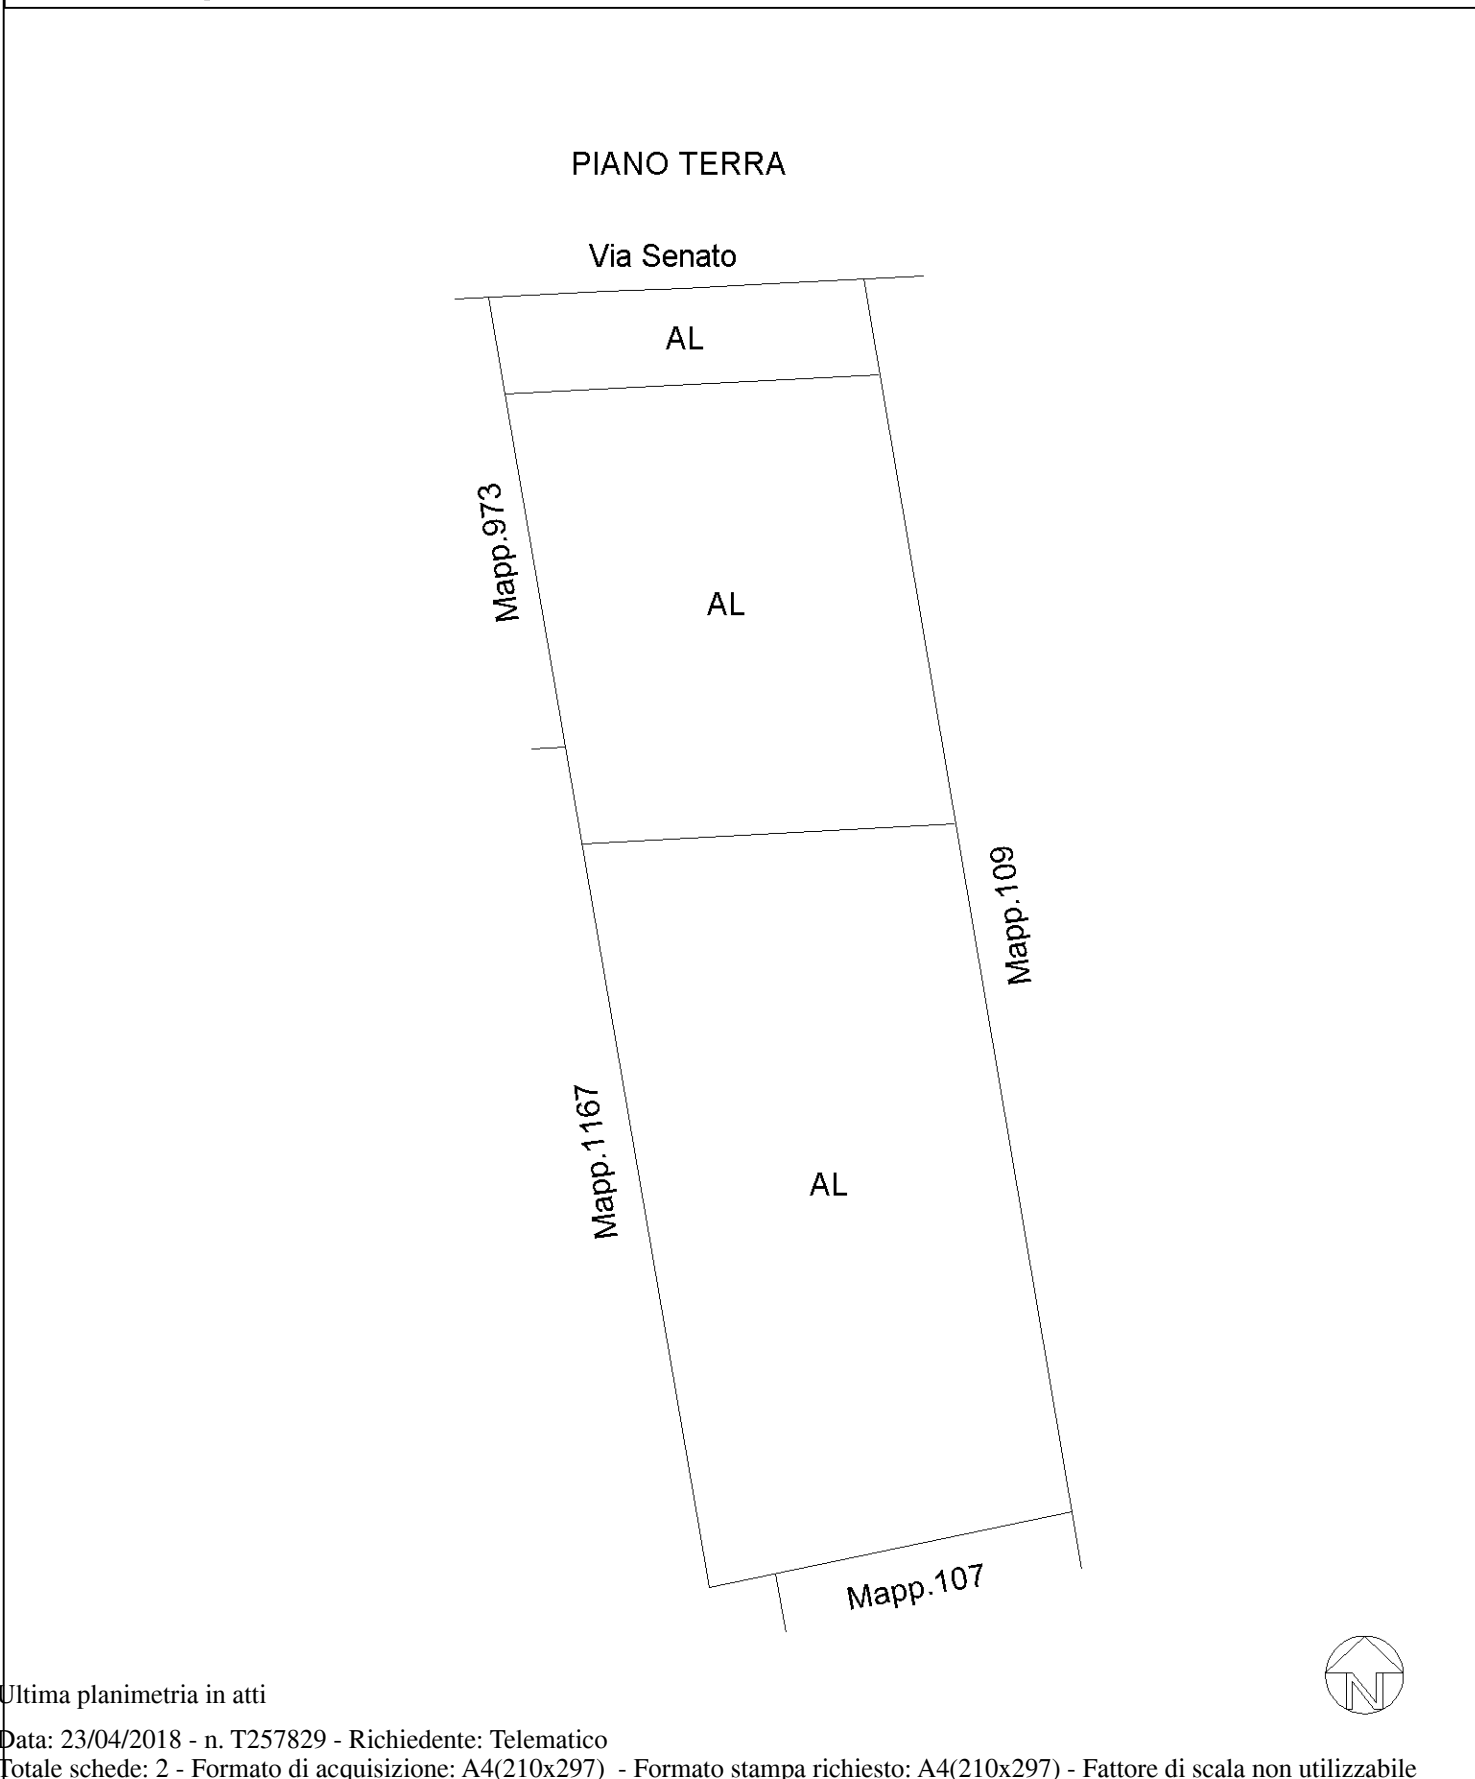 PIANO TERRA
Via Senato
AL
Mapp.973
AL
Mapp.109
Mapp.1167
AL
Mapp.107
N
Ultima planimetria in atti
Data: 23/04/2018 - n. T257829 - Richiedente: Telematico
Totale schede: 2 - Formato di acquisizione: A4(210x297) - Formato stampa richiesto: A4(210x297) - Fattore di scala non utilizzabile